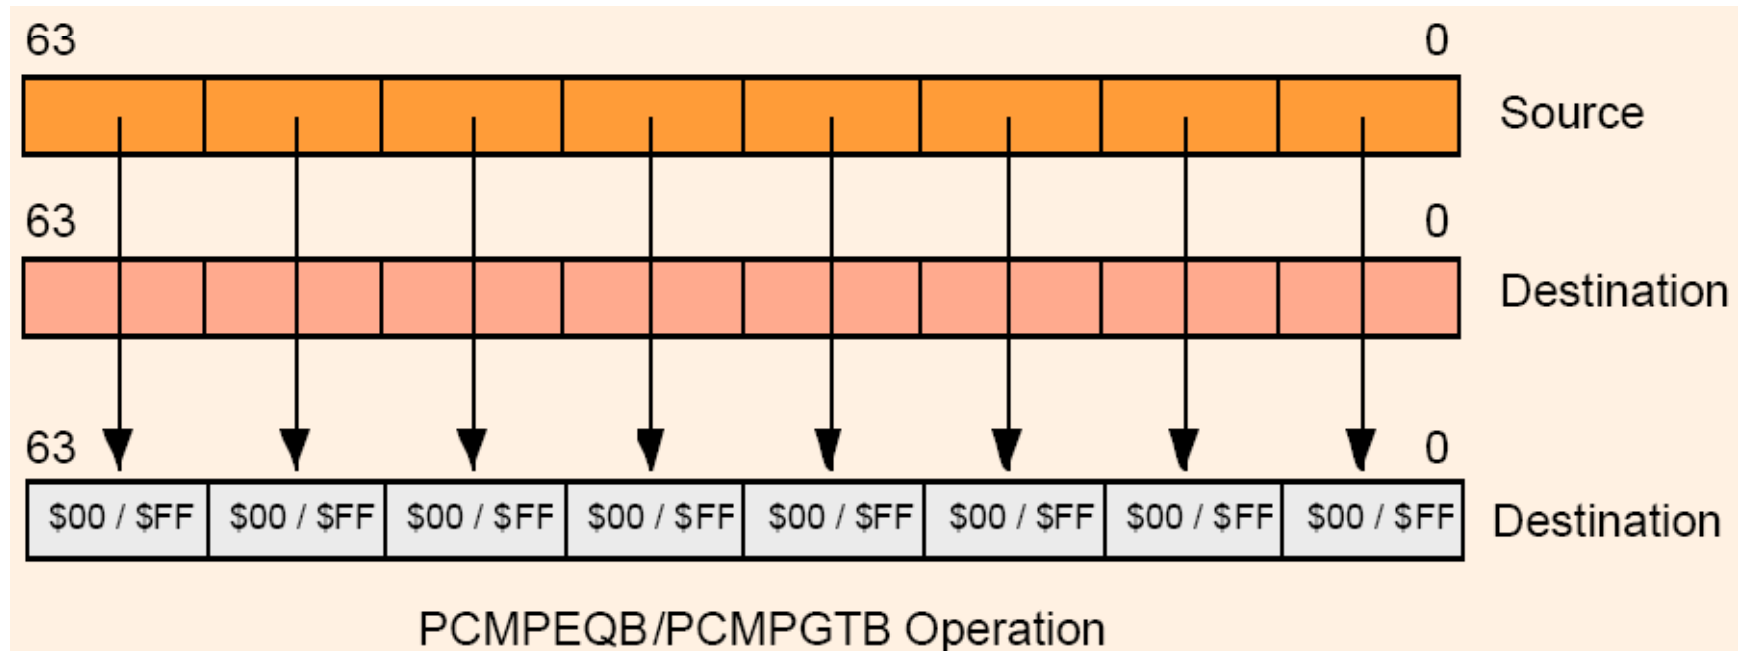 63 0
Source
63 0
Destination
63 0
$00 / $FF $00 / $FF $00 / $FF $00 / $FF $00 / $FF $00 / $FF $00 / $FF $00 / $FF
Destination
PCMPEQB/PCMPGTB Operation